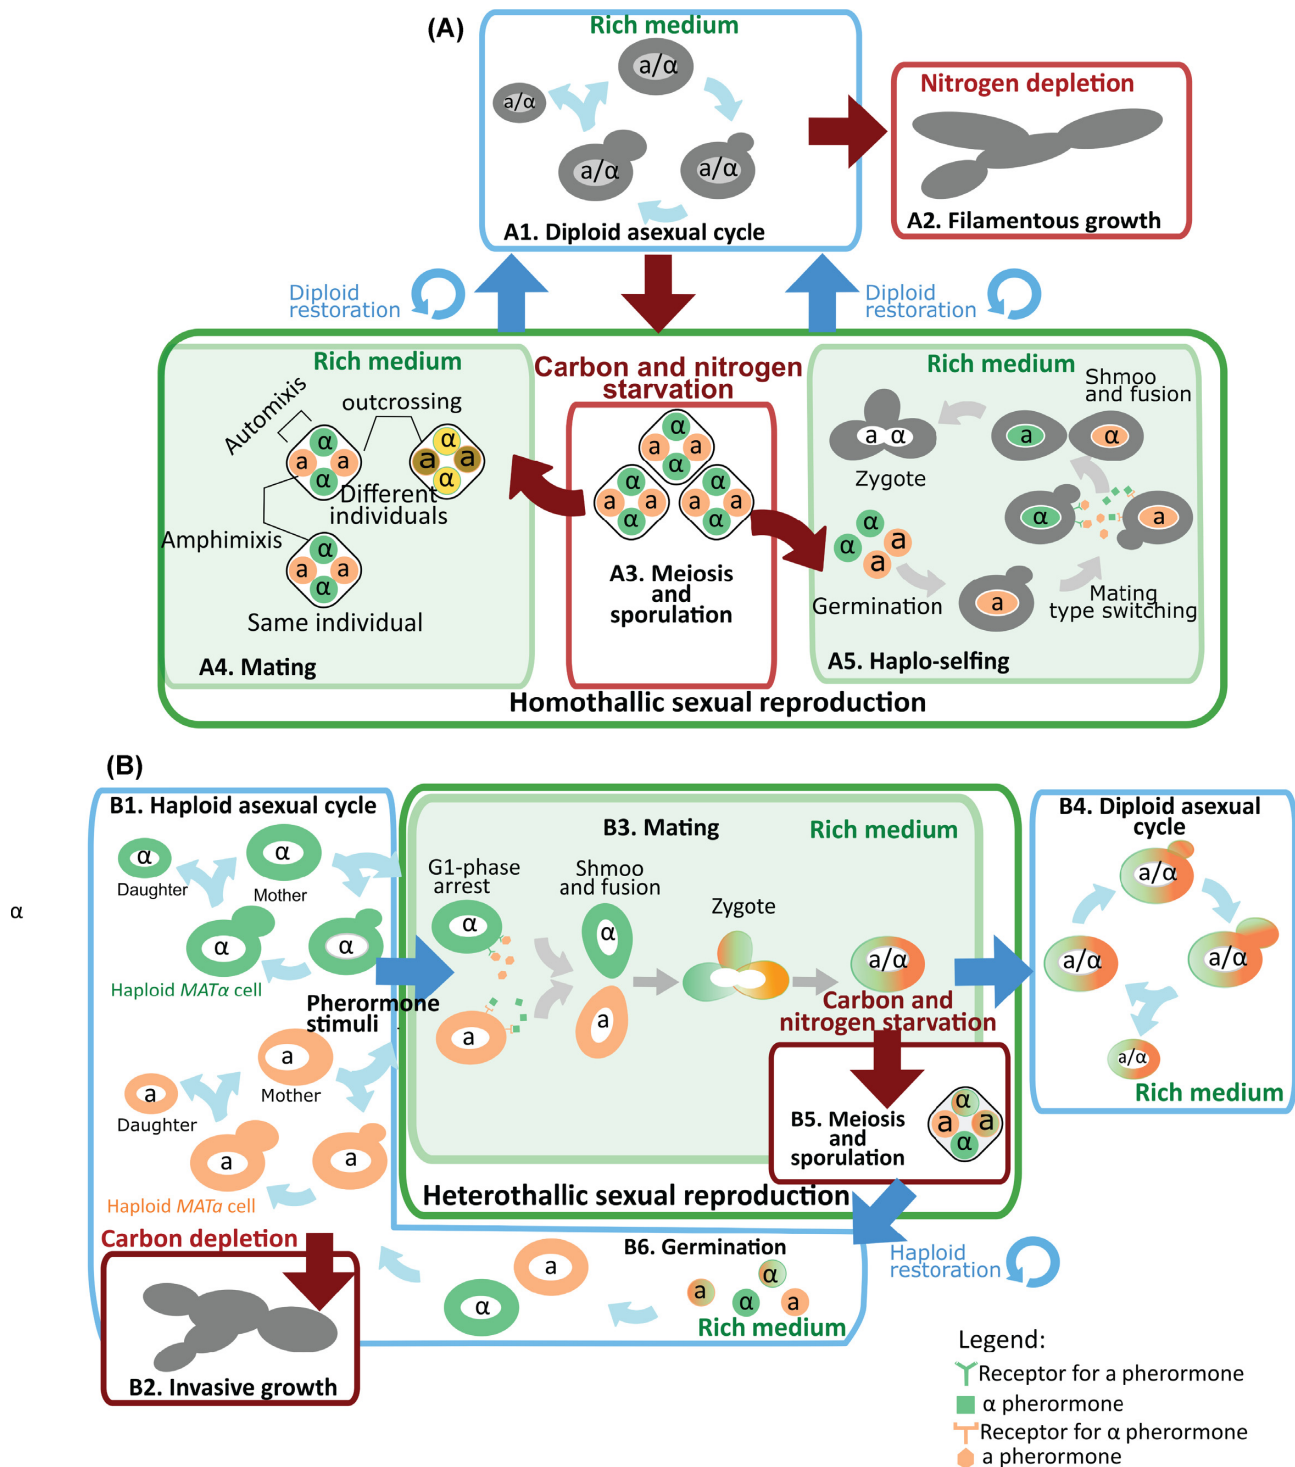 (A)
Rich medium
a/α
a/α
a/α
a/α
A1. Diploid asexual cycle
Nitrogen depletion
A2. Filamentous growth
Diploid
restoration
Diploid
restoration
Rich medium
Automixis
outcrossing
α
a
a
α
α
a
a
α
Different
individuals
Amphimixis
α
a
a
α
Same individual
A4. Mating
Carbon and nitrogen
starvation
α
a
a
α
α
a
a
α
α
a
a
α
A3. Meiosis
and
sporulation
Rich medium
Shmoo
and fusion
a α
Zygote
a
α
α
a
α
α
a
a
Germination
a
Mating
type switching
A5. Haplo-selfing
Homothallic sexual reproduction
(B)
B1. Haploid asexual cycle
α
α
Daughter
Mother
α
α
α
Haploid MATα cell
Pherormone
stimuli
a
a
Mother
Daughter
a
a
Haploid MATa cell
Carbon depletion
B2. Invasive growth
B3. Mating
Rich medium
G1-phase
arrest
Shmoo
and fusion
Zygote
α
α
a
a
a/α
Carbon and
nitrogen starvation
B5. Meiosis
and
sporulation
α
a
a
α
Heterothallic sexual reproduction
B4. Diploid asexual
cycle
a/α
a/α
a/α
a/α
Rich medium
B6. Germination
a
α
a
α
α
a
Rich medium
Haploid
restoration
Legend:
Receptor for a pherormone
α pherormone
Receptor for α pherormone
a pherormone